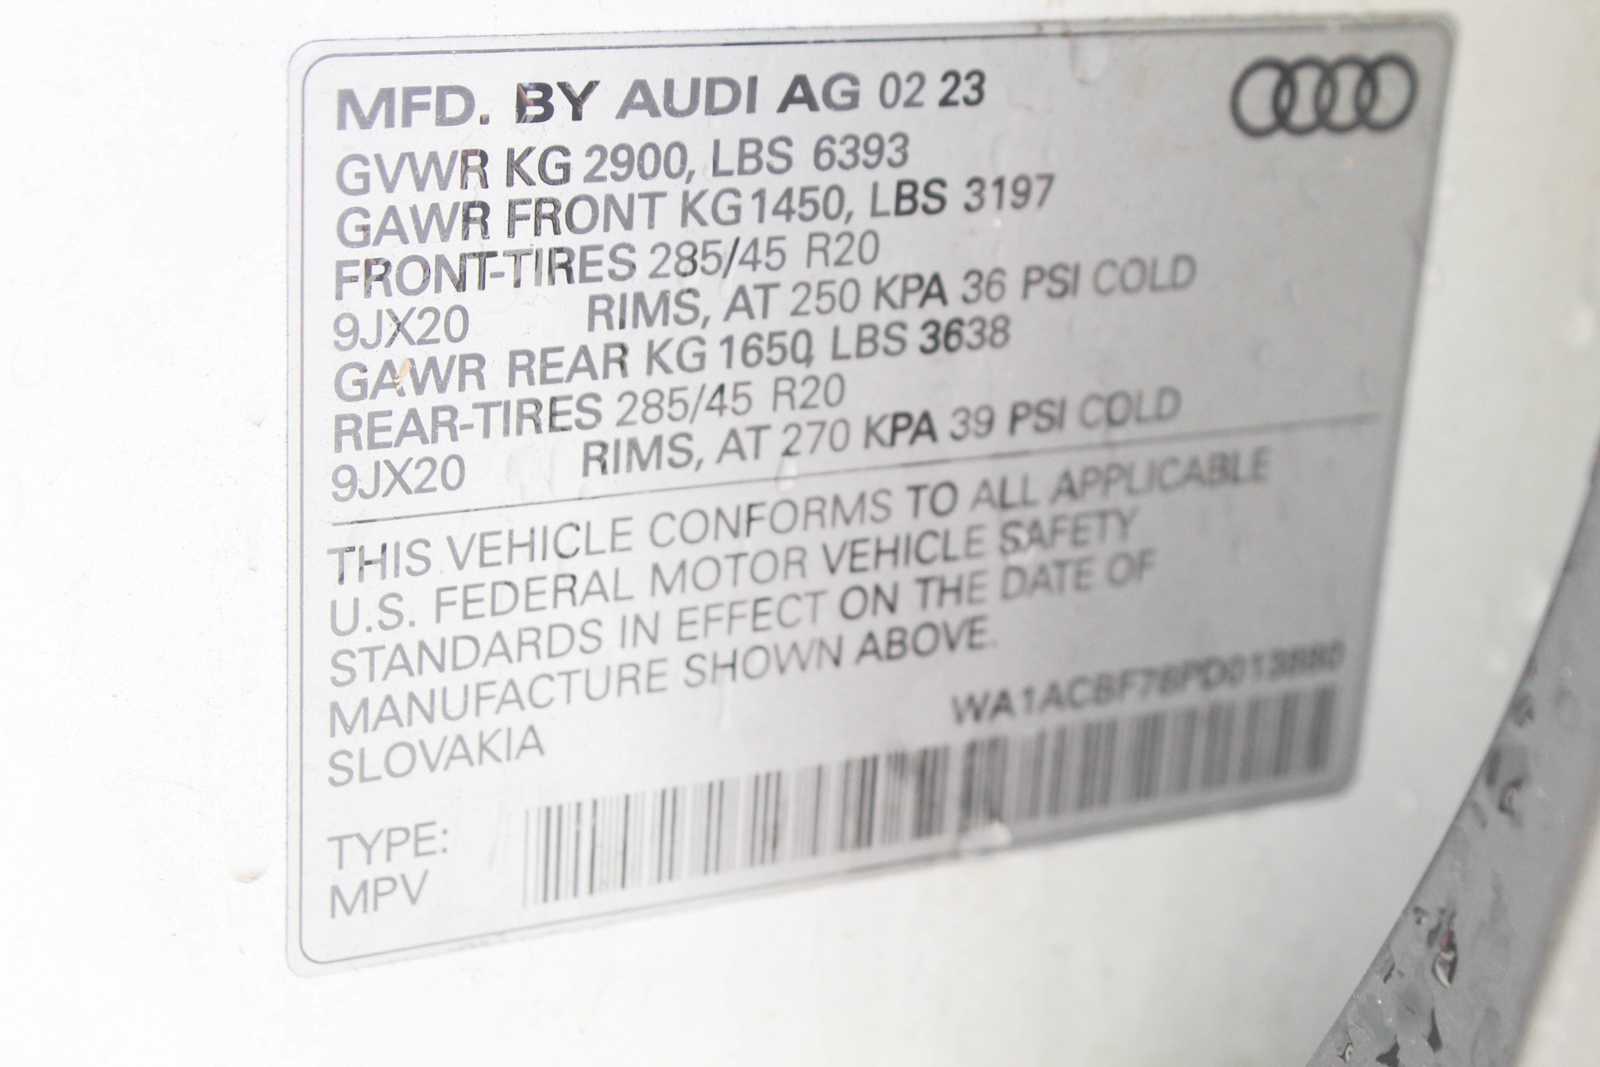 MFD. BY AUDI AG 02 23
GVWR KG 2900, LBS 6393
GAWR FRONT KG 1450, LBS 3197
FRONT-TIRES 285/45 R20
9JX20 RIMS, AT 250 KPA 36 PSI COLD
GAWR REAR KG 1650, LBS 3638
REAR-TIRES 285/45 R20
9JX20 RIMS, AT 270 KPA 39 PSI COLD
THIS VEHICLE CONFORMS TO ALL APPLICABLE
U.S. FEDERAL MOTOR VEHICLE SAFETY
STANDARDS IN EFFECT ON THE DATE OF
MANUFACTURE SHOWN ABOVE.
SLOVAKIA
WA1ACBF78PD013880
TYPE:
MPV